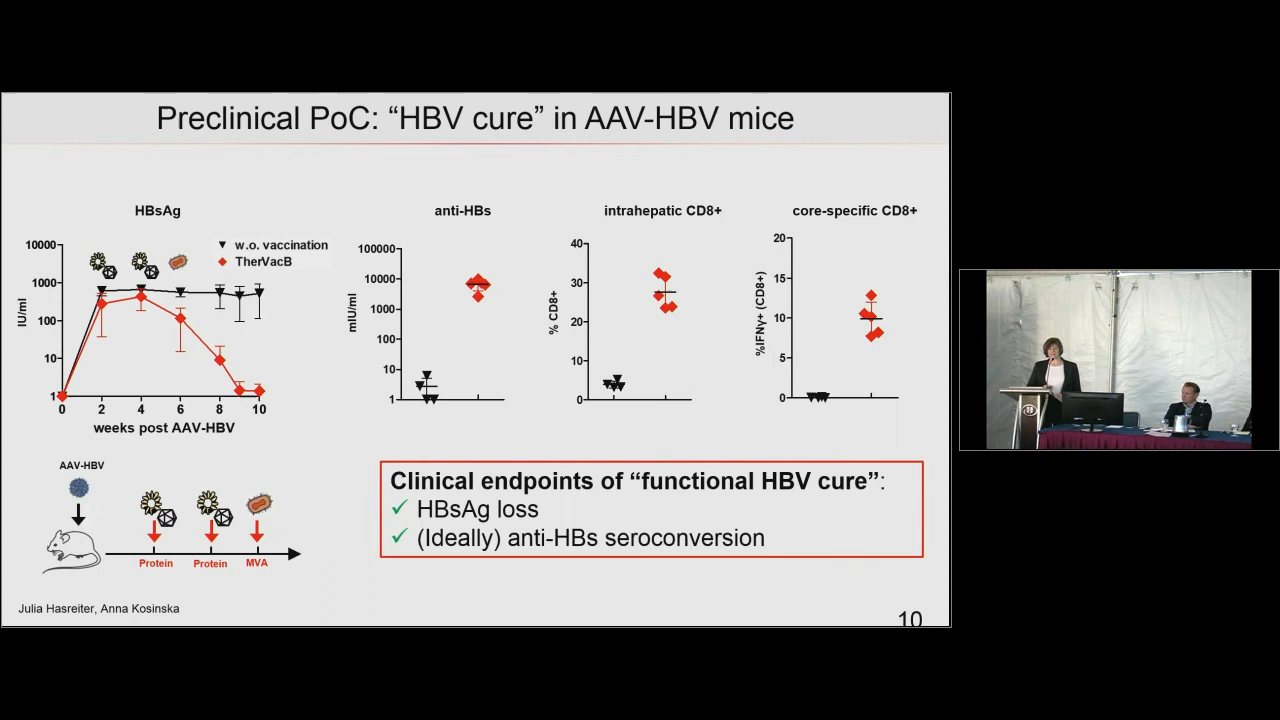 Preclinical PoC: “HBV cure” in AAV-HBV mice
HBsAg
anti-HBs
intrahepatic CD8+
core-specific CD8+
w.o. vaccination
TherVacB
IU/ml
10000
1000
100
10
1
0 2 4 6 8 10
weeks post AAV-HBV
mIU/ml
100000
10000
1000
100
10
1
% CD8+
40
30
20
10
0
%IFNγ+ (CD8+)
20
15
10
5
0
AAV-HBV
Protein Protein MVA
Clinical endpoints of “functional HBV cure”:
✓ HBsAg loss
✓ (Ideally) anti-HBs seroconversion
Julia Hasreiter, Anna Kosinska
10